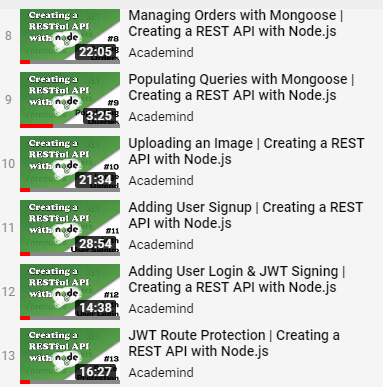 8
Creating a
RESTful API
with node
#8
22:05
Managing Orders with Mongoose |
Creating a REST API with Node.js
Academind
9
Creating a
RESTful API
with node
#9
3:25
Populating Queries with Mongoose |
Creating a REST API with Node.js
Academind
10
Creating a
RESTful API
with node
#10
21:34
Uploading an Image | Creating a REST
API with Node.js
Academind
11
Creating a
RESTful API
with node
#11
28:54
Adding User Signup | Creating a REST
API with Node.js
Academind
12
Creating a
RESTful API
with node
#12
14:38
Adding User Login & JWT Signing |
Creating a REST API with Node.js
Academind
13
Creating a
RESTful API
with node
#13
16:27
JWT Route Protection | Creating a
REST API with Node.js
Academind